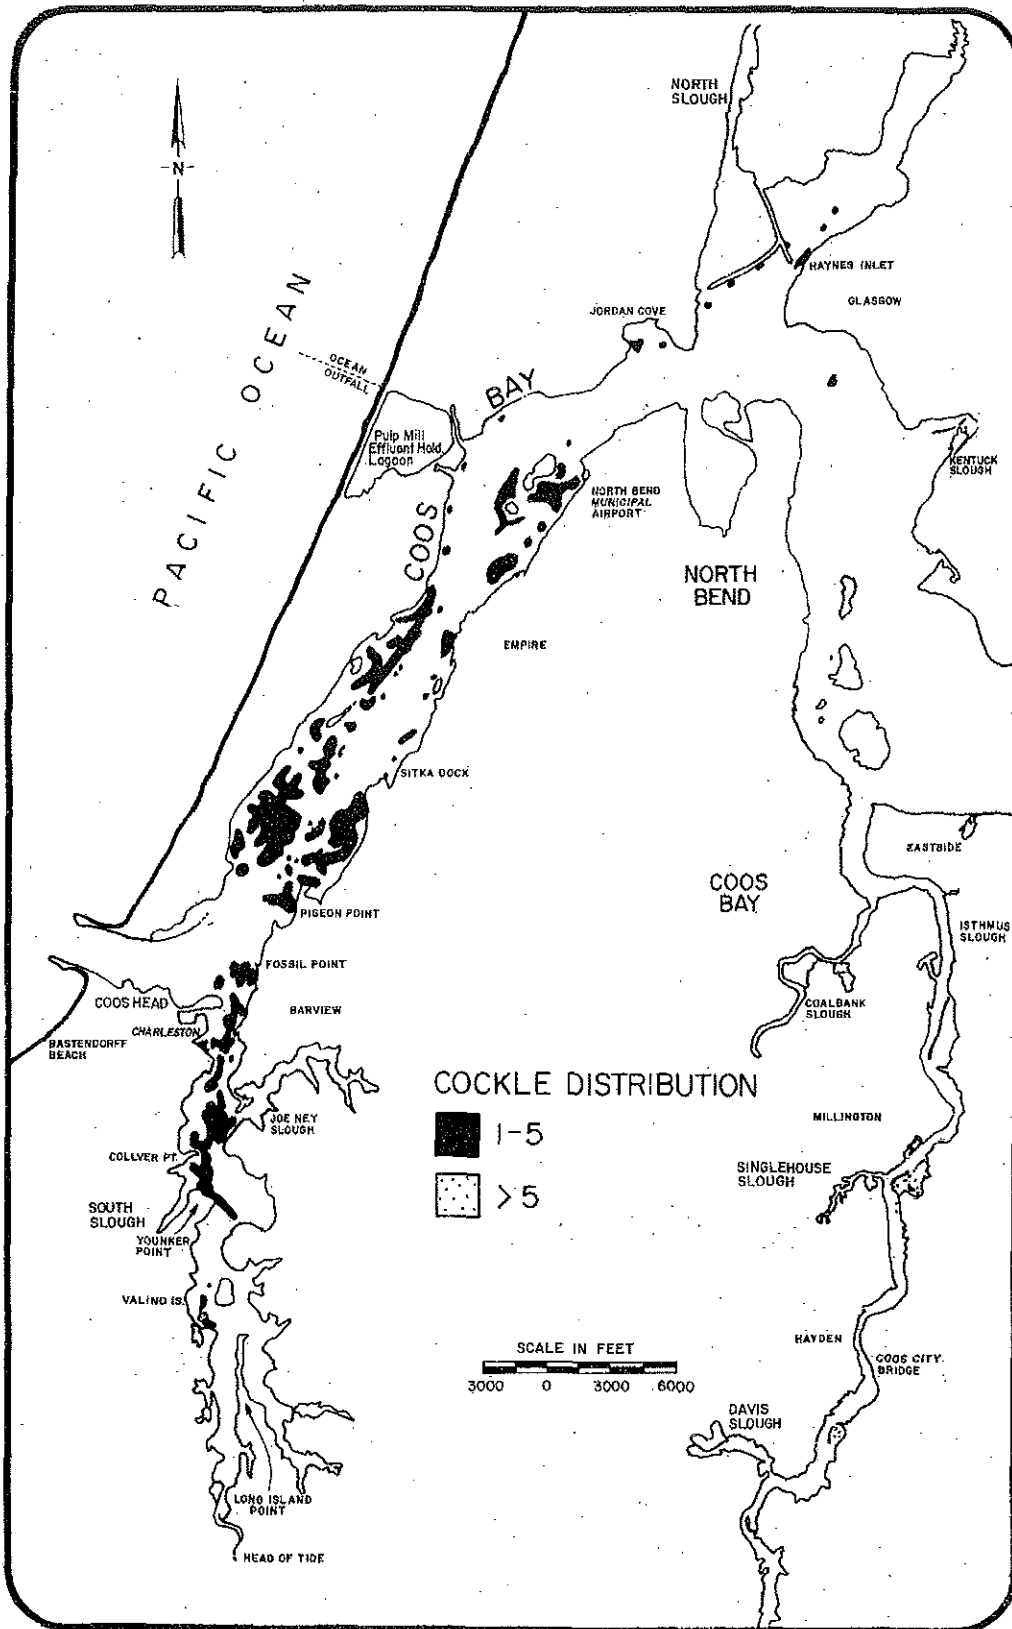 NORTH
SLOUGH
N
HAYNES INLET
GLASGOW
JORDAN COVE
PACIFIC OCEAN
OCEAN
OUTFALL
COOS BAY
Pulp Mill
Effluent Hold.
Lagoon
KENTUCK
SLOUGH
NORTH BEND
MUNICIPAL
AIRPORT
NORTH
BEND
EMPIRE
SITKA DOCK
EASTSIDE
COOS
BAY
PIGEON POINT
ISTHMUS
SLOUGH
FOSSIL POINT
COOS HEAD
BARVIEW
COALBANK
SLOUGH
CHARLESTON
BASTENDORFF
BEACH
COCKLE DISTRIBUTION
1-5
>5
JOE NEY
SLOUGH
MILLINGTON
COLLVER PT.
SINGLEHOUSE
SLOUGH
SOUTH
SLOUGH
YOUNKER
POINT
VALINO IS.
HAYDEN
COOS CITY
BRIDGE
SCALE IN FEET
3000 0 3000 6000
DAVIS
SLOUGH
LONG ISLAND
POINT
HEAD OF TIDE